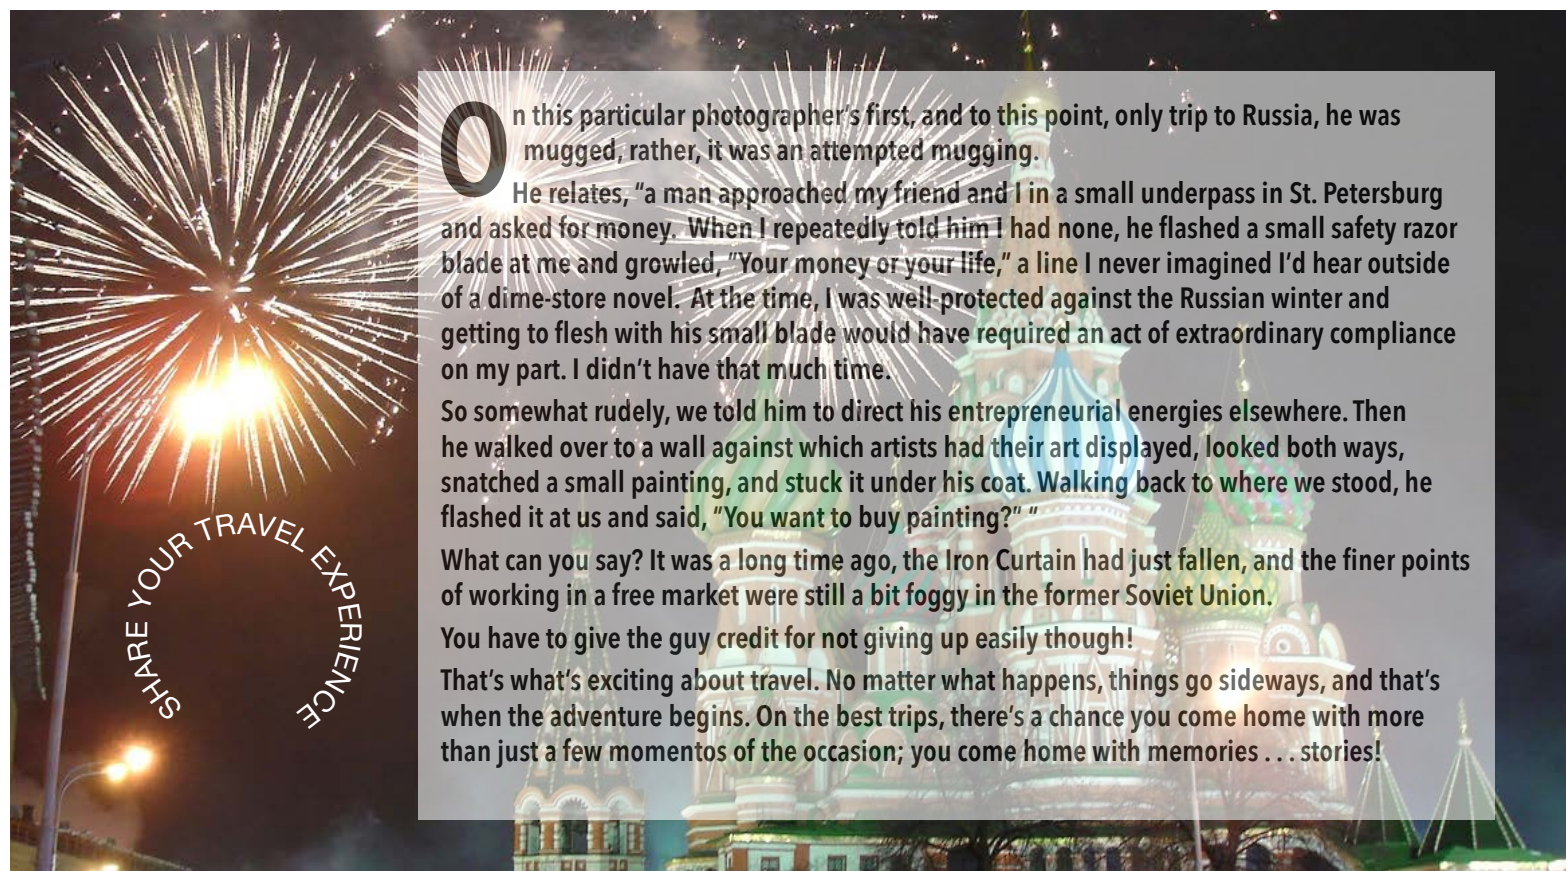 On this particular photographer's first, and to this point, only trip to Russia, he was
mugged, rather, it was an attempted mugging.
He relates, “a man approached my friend and I in a small underpass in St. Petersburg
and asked for money. When I repeatedly told him I had none, he flashed a small safety razor
blade at me and growled, “Your money or your life,” a line I never imagined I'd hear outside
of a dime-store novel. At the time, I was well-protected against the Russian winter and
getting to flesh with his small blade would have required an act of extraordinary compliance
on my part. I didn't have that much time.
So somewhat rudely, we told him to direct his entrepreneurial energies elsewhere. Then
he walked over to a wall against which artists had their art displayed, looked both ways,
snatched a small painting, and stuck it under his coat. Walking back to where we stood, he
flashed it at us and said, “You want to buy painting?” “
What can you say? It was a long time ago, the Iron Curtain had just fallen, and the finer points
of working in a free market were still a bit foggy in the former Soviet Union.
You have to give the guy credit for not giving up easily though!
That's what's exciting about travel. No matter what happens, things go sideways, and that's
when the adventure begins. On the best trips, there's a chance you come home with more
than just a few momentos of the occasion; you come home with memories . . . stories!
SHARE YOUR TRAVEL EXPERIENCE